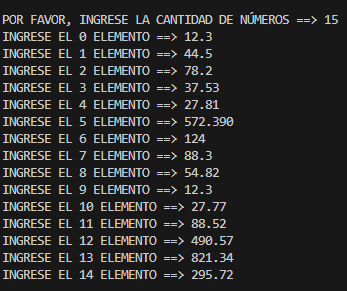 POR FAVOR, INGRESE LA CANTIDAD DE NÚMEROS ==> 15
INGRESE EL 0 ELEMENTO ==> 12.3
INGRESE EL 1 ELEMENTO ==> 44.5
INGRESE EL 2 ELEMENTO ==> 78.2
INGRESE EL 3 ELEMENTO ==> 37.53
INGRESE EL 4 ELEMENTO ==> 27.81
INGRESE EL 5 ELEMENTO ==> 572.390
INGRESE EL 6 ELEMENTO ==> 124
INGRESE EL 7 ELEMENTO ==> 88.3
INGRESE EL 8 ELEMENTO ==> 54.82
INGRESE EL 9 ELEMENTO ==> 12.3
INGRESE EL 10 ELEMENTO ==> 27.77
INGRESE EL 11 ELEMENTO ==> 88.52
INGRESE EL 12 ELEMENTO ==> 490.57
INGRESE EL 13 ELEMENTO ==> 821.34
INGRESE EL 14 ELEMENTO ==> 295.72